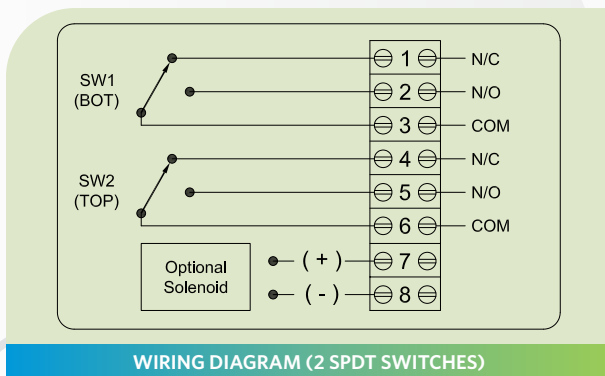 SW1
(BOT)
1 N/C
2 N/O
3 COM
SW2
(TOP)
4 N/C
5 N/O
6 COM
Optional
Solenoid
( + ) 7
( - ) 8
WIRING DIAGRAM (2 SPDT SWITCHES)